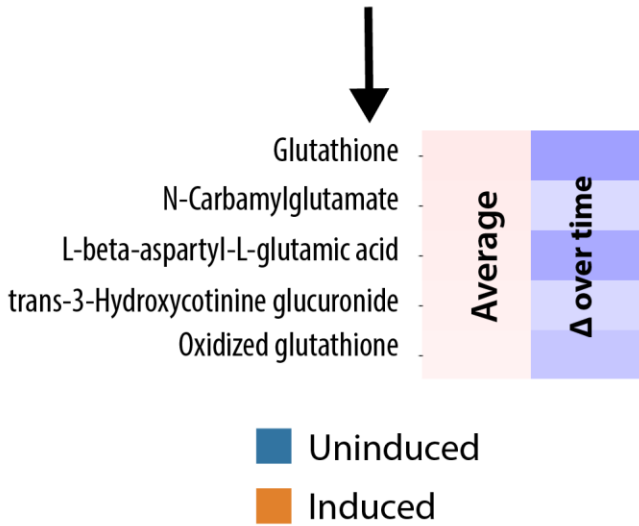 Glutathione
N-Carbamylglutamate
L-beta-aspartyl-L-glutamic acid
trans-3-Hydroxycotinine glucuronide
Oxidized glutathione
Average
Δ over time
Uninduced
Induced